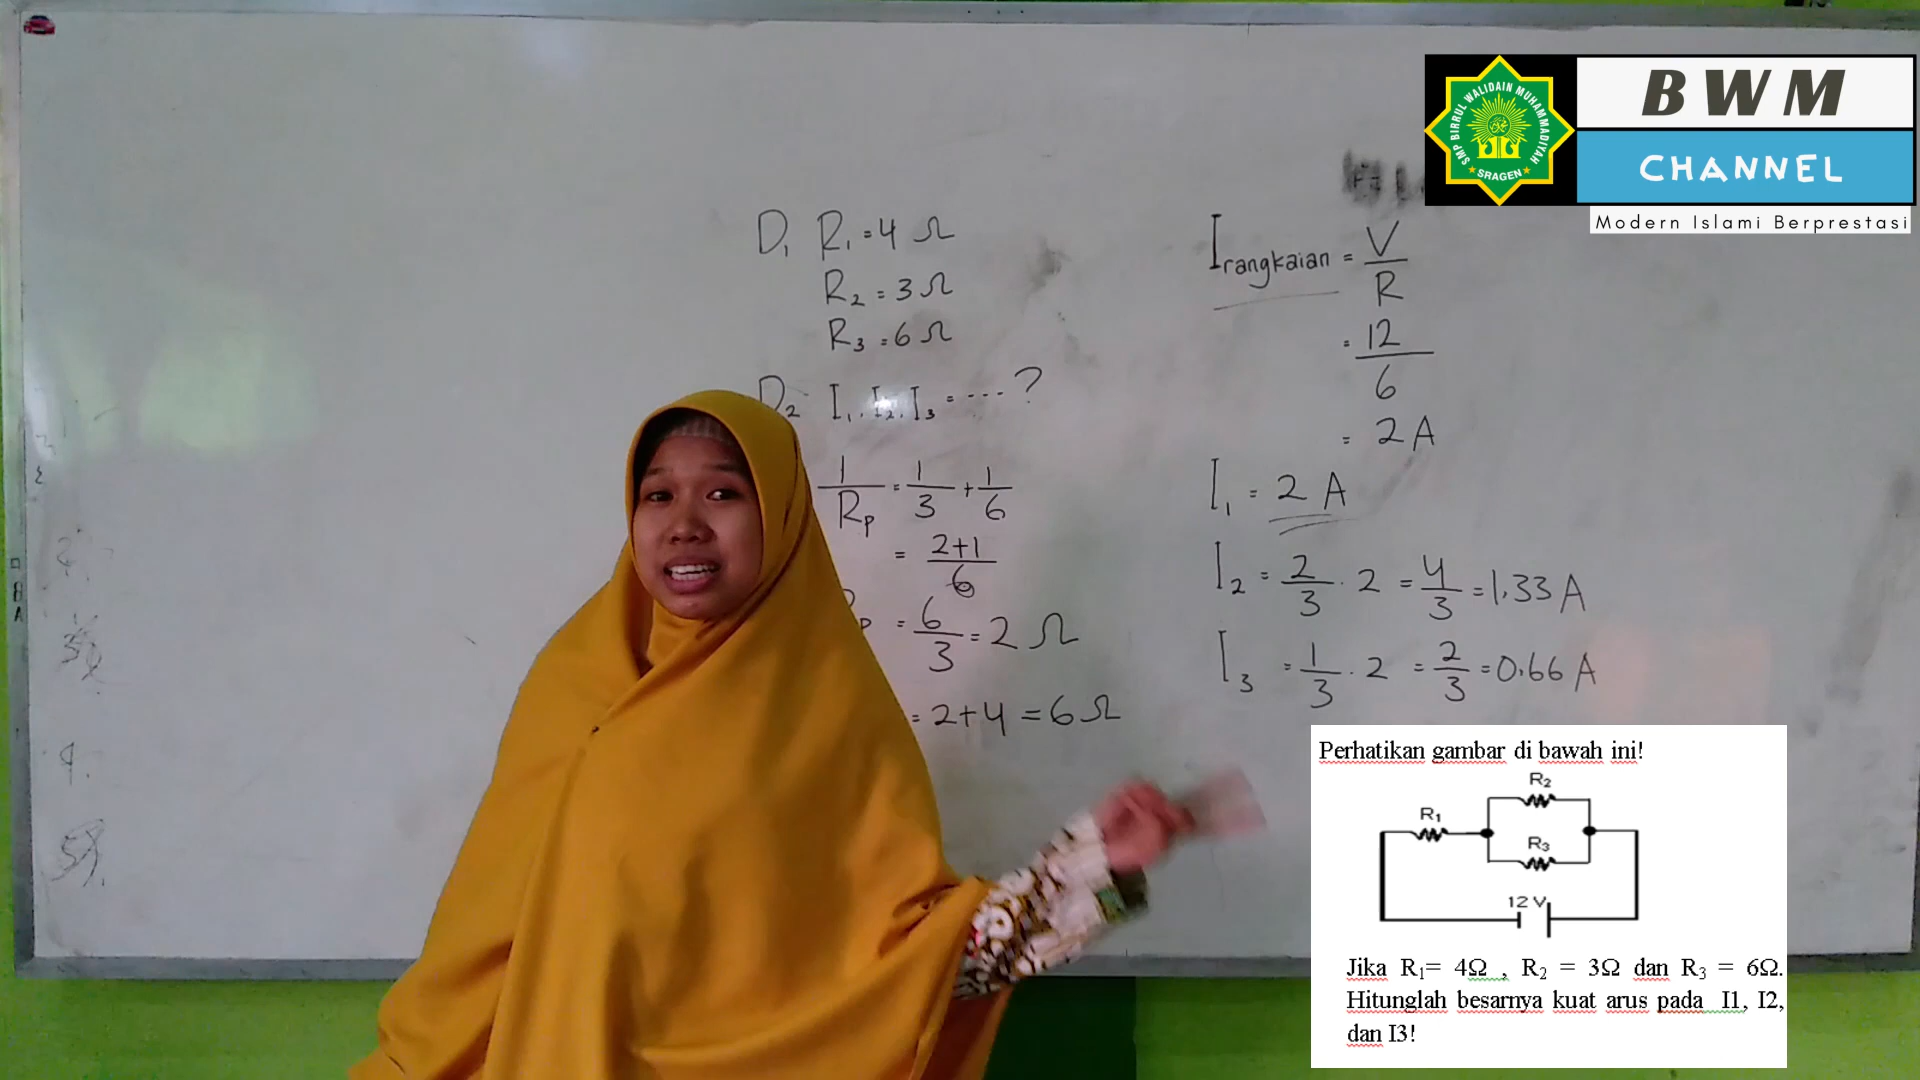 D1 R1 = 4 Ω
R2 = 3 Ω
R3 = 6 Ω
D2 I1, I2, I3 = ... ?
1/Rp = 1/3 + 1/6
= 2+1/6
p = 6/3 = 2 Ω
= 2+4 = 6 Ω
Irangkaian = V/R
= 12/6
= 2 A
I1 = 2 A
I2 = 2/3 . 2 = 4/3 = 1.33 A
I3 = 1/3 . 2 = 2/3 = 0.66 A
SMP BIRRUL WALIDAIN MUHAMMADIYAH
SRAGEN
BWM
CHANNEL
Modern Islami Berprestasi
Perhatikan gambar di bawah ini!
R2
R1
R3
12 V
Jika R1= 4Ω , R2 = 3Ω dan R3 = 6Ω.
Hitunglah besarnya kuat arus pada I1, I2,
dan I3!